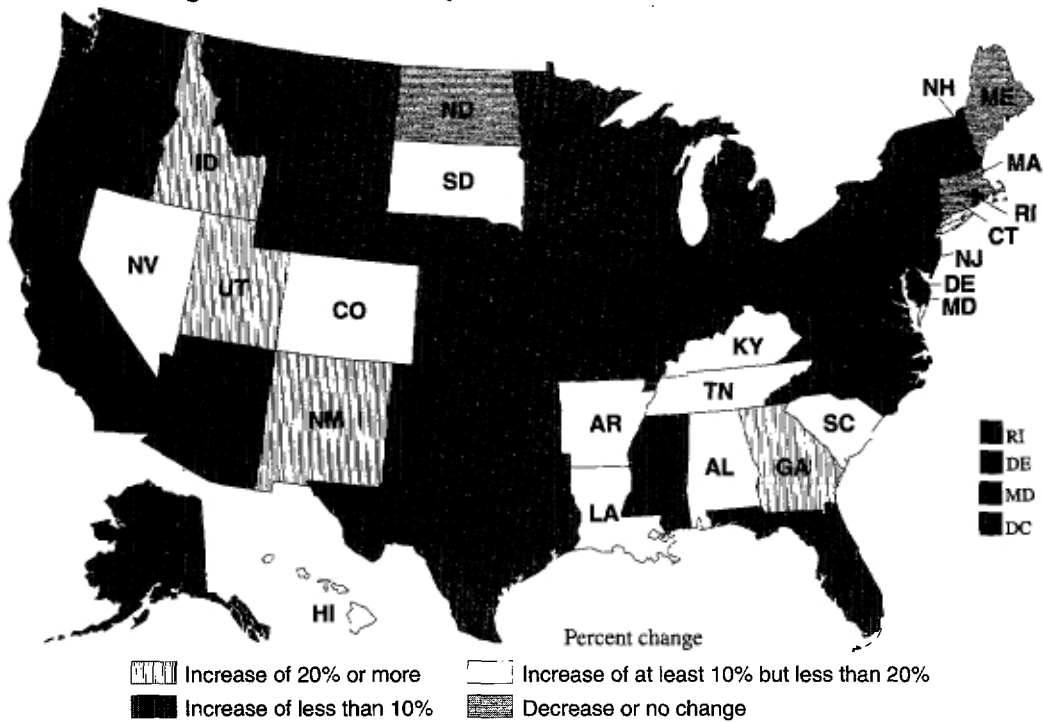 NH
ME
ND
MA
ID
SD
RI
CT
NV
NJ
UT
DE
CO
MD
KY
TN
NM
AR
SC
RI
AL
GA
DE
MD
LA
DC
HI
Percent change
Increase of 20% or more
Increase of at least 10% but less than 20%
Increase of less than 10%
Decrease or no change